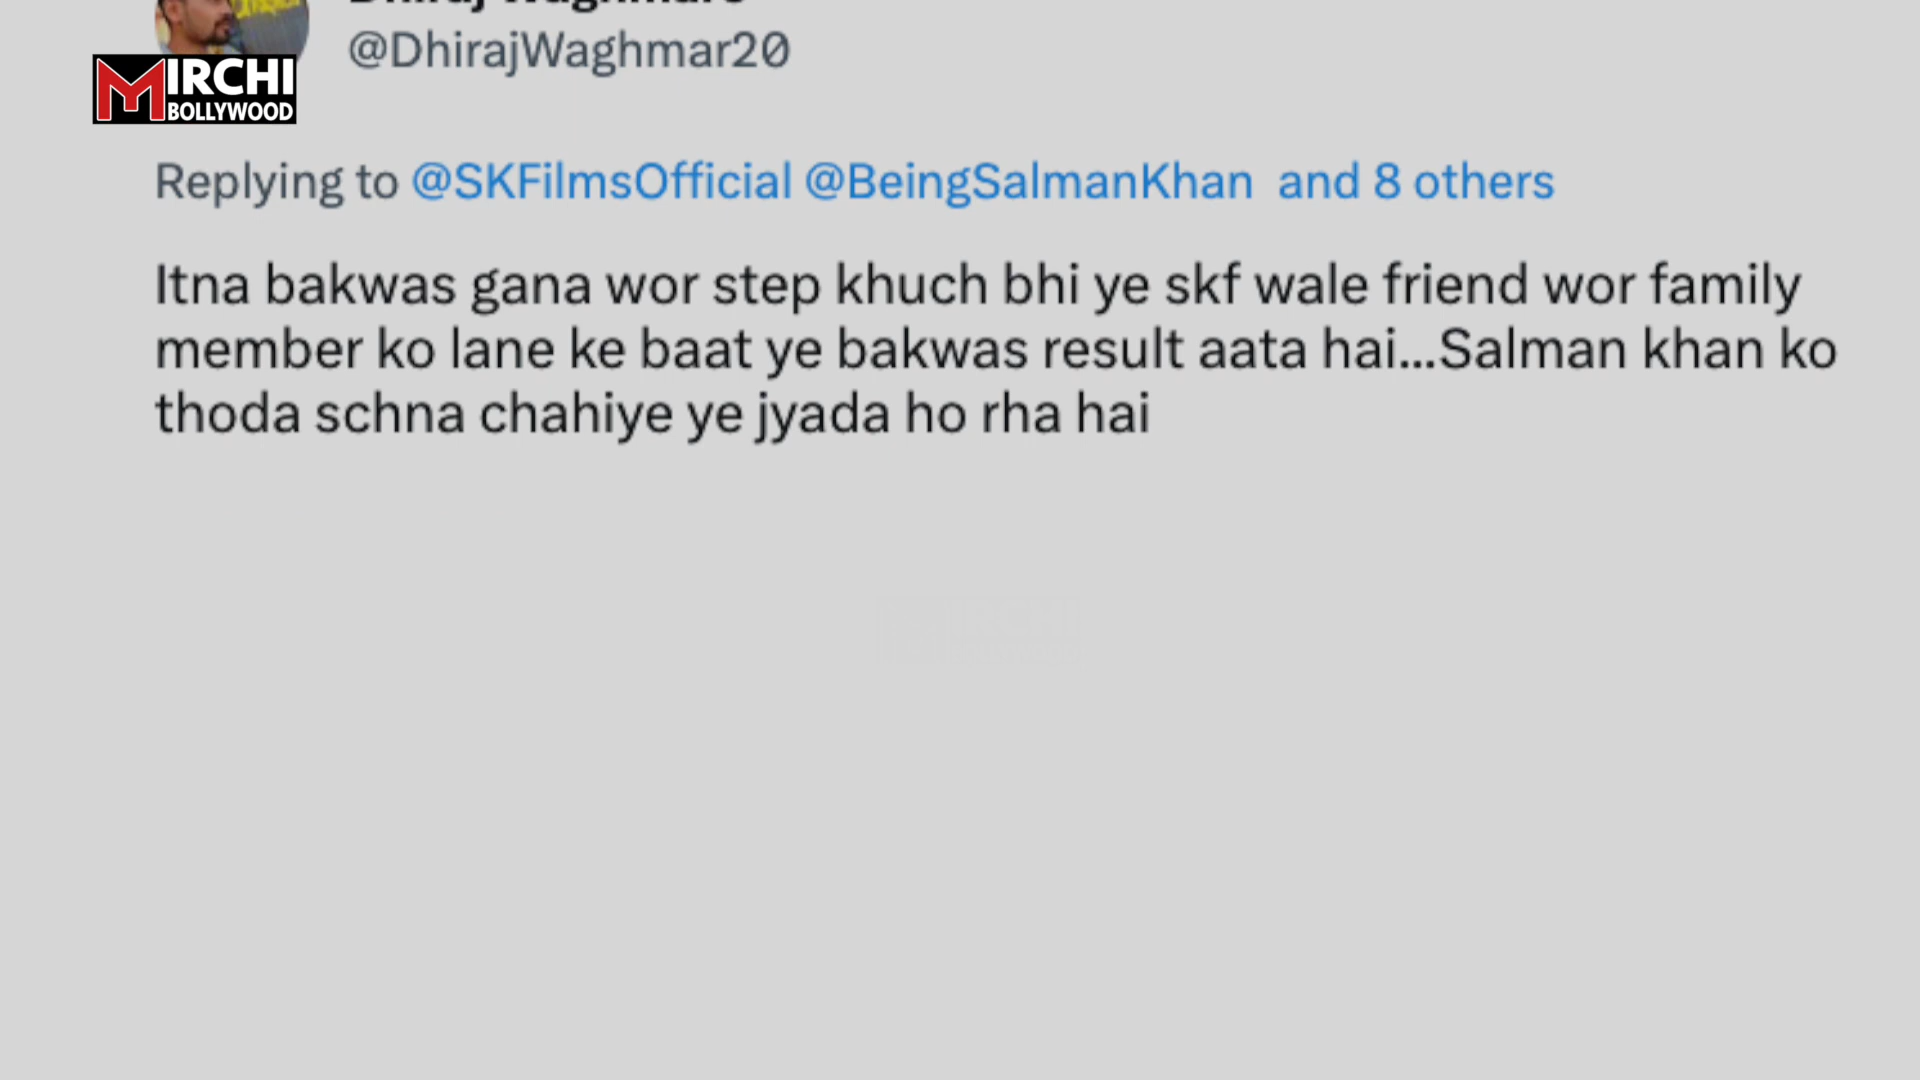 @DhirajWaghmar20
MIRCHI
BOLLYWOOD
Replying to @SKFilmsOfficial @BeingSalmanKhan and 8 others
Itna bakwas gana wor step khuch bhi ye skf wale friend wor family
member ko lane ke baat ye bakwas result aata hai...Salman khan ko
thoda schna chahiye ye jyada ho rha hai